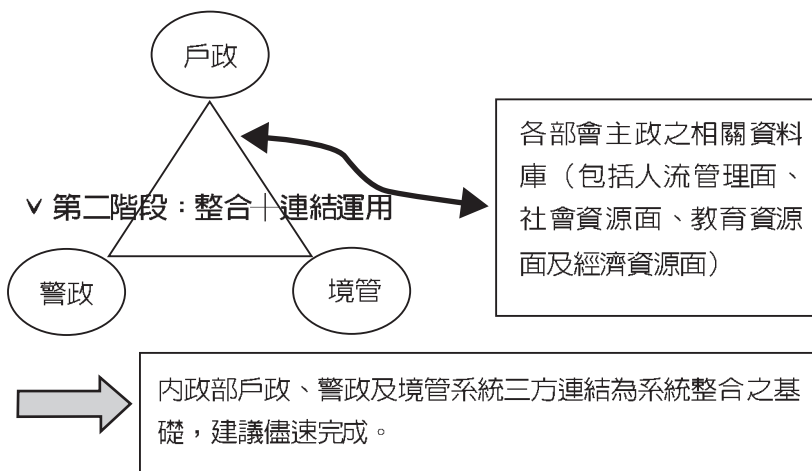 戶政
各部會主政之相關資料
庫（包括人流管理面、
社會資源面、教育資源
面及經濟資源面）
∨ 第二階段：整合＋連結運用
警政
境管
內政部戶政、警政及境管系統三方連結為系統整合之基
礎，建議儘速完成。